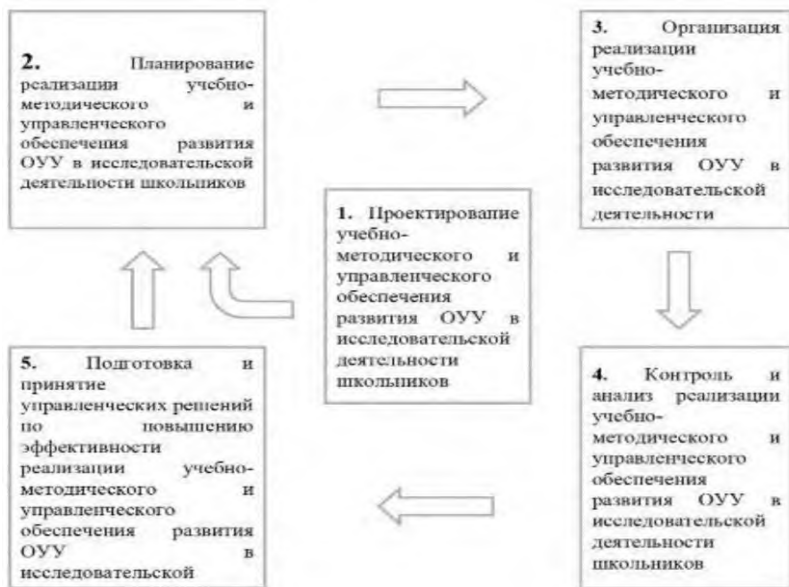 2. Планирование
реализации учебно-
методического и
управленческого
обеспечения развития
ОУУ в исследовательской
деятельности школьников
3. Организация
реализации
учебно-
методического и
управленческого
обеспечения
развития ОУУ в
исследовательской
деятельности
1. Проектирование
учебно-
методического и
управленческого
обеспечения
развития ОУУ в
исследовательской
деятельности
школьников
5. Подготовка и
принятие
управленческих решений
по повышению
эффективности
реализации учебно-
методического и
управленческого
обеспечения развития
ОУУ в
исследовательской
4. Контроль и
анализ реализации
учебно-
методического и
управленческого
обеспечения
развития ОУУ в
исследовательской
деятельности
школьников